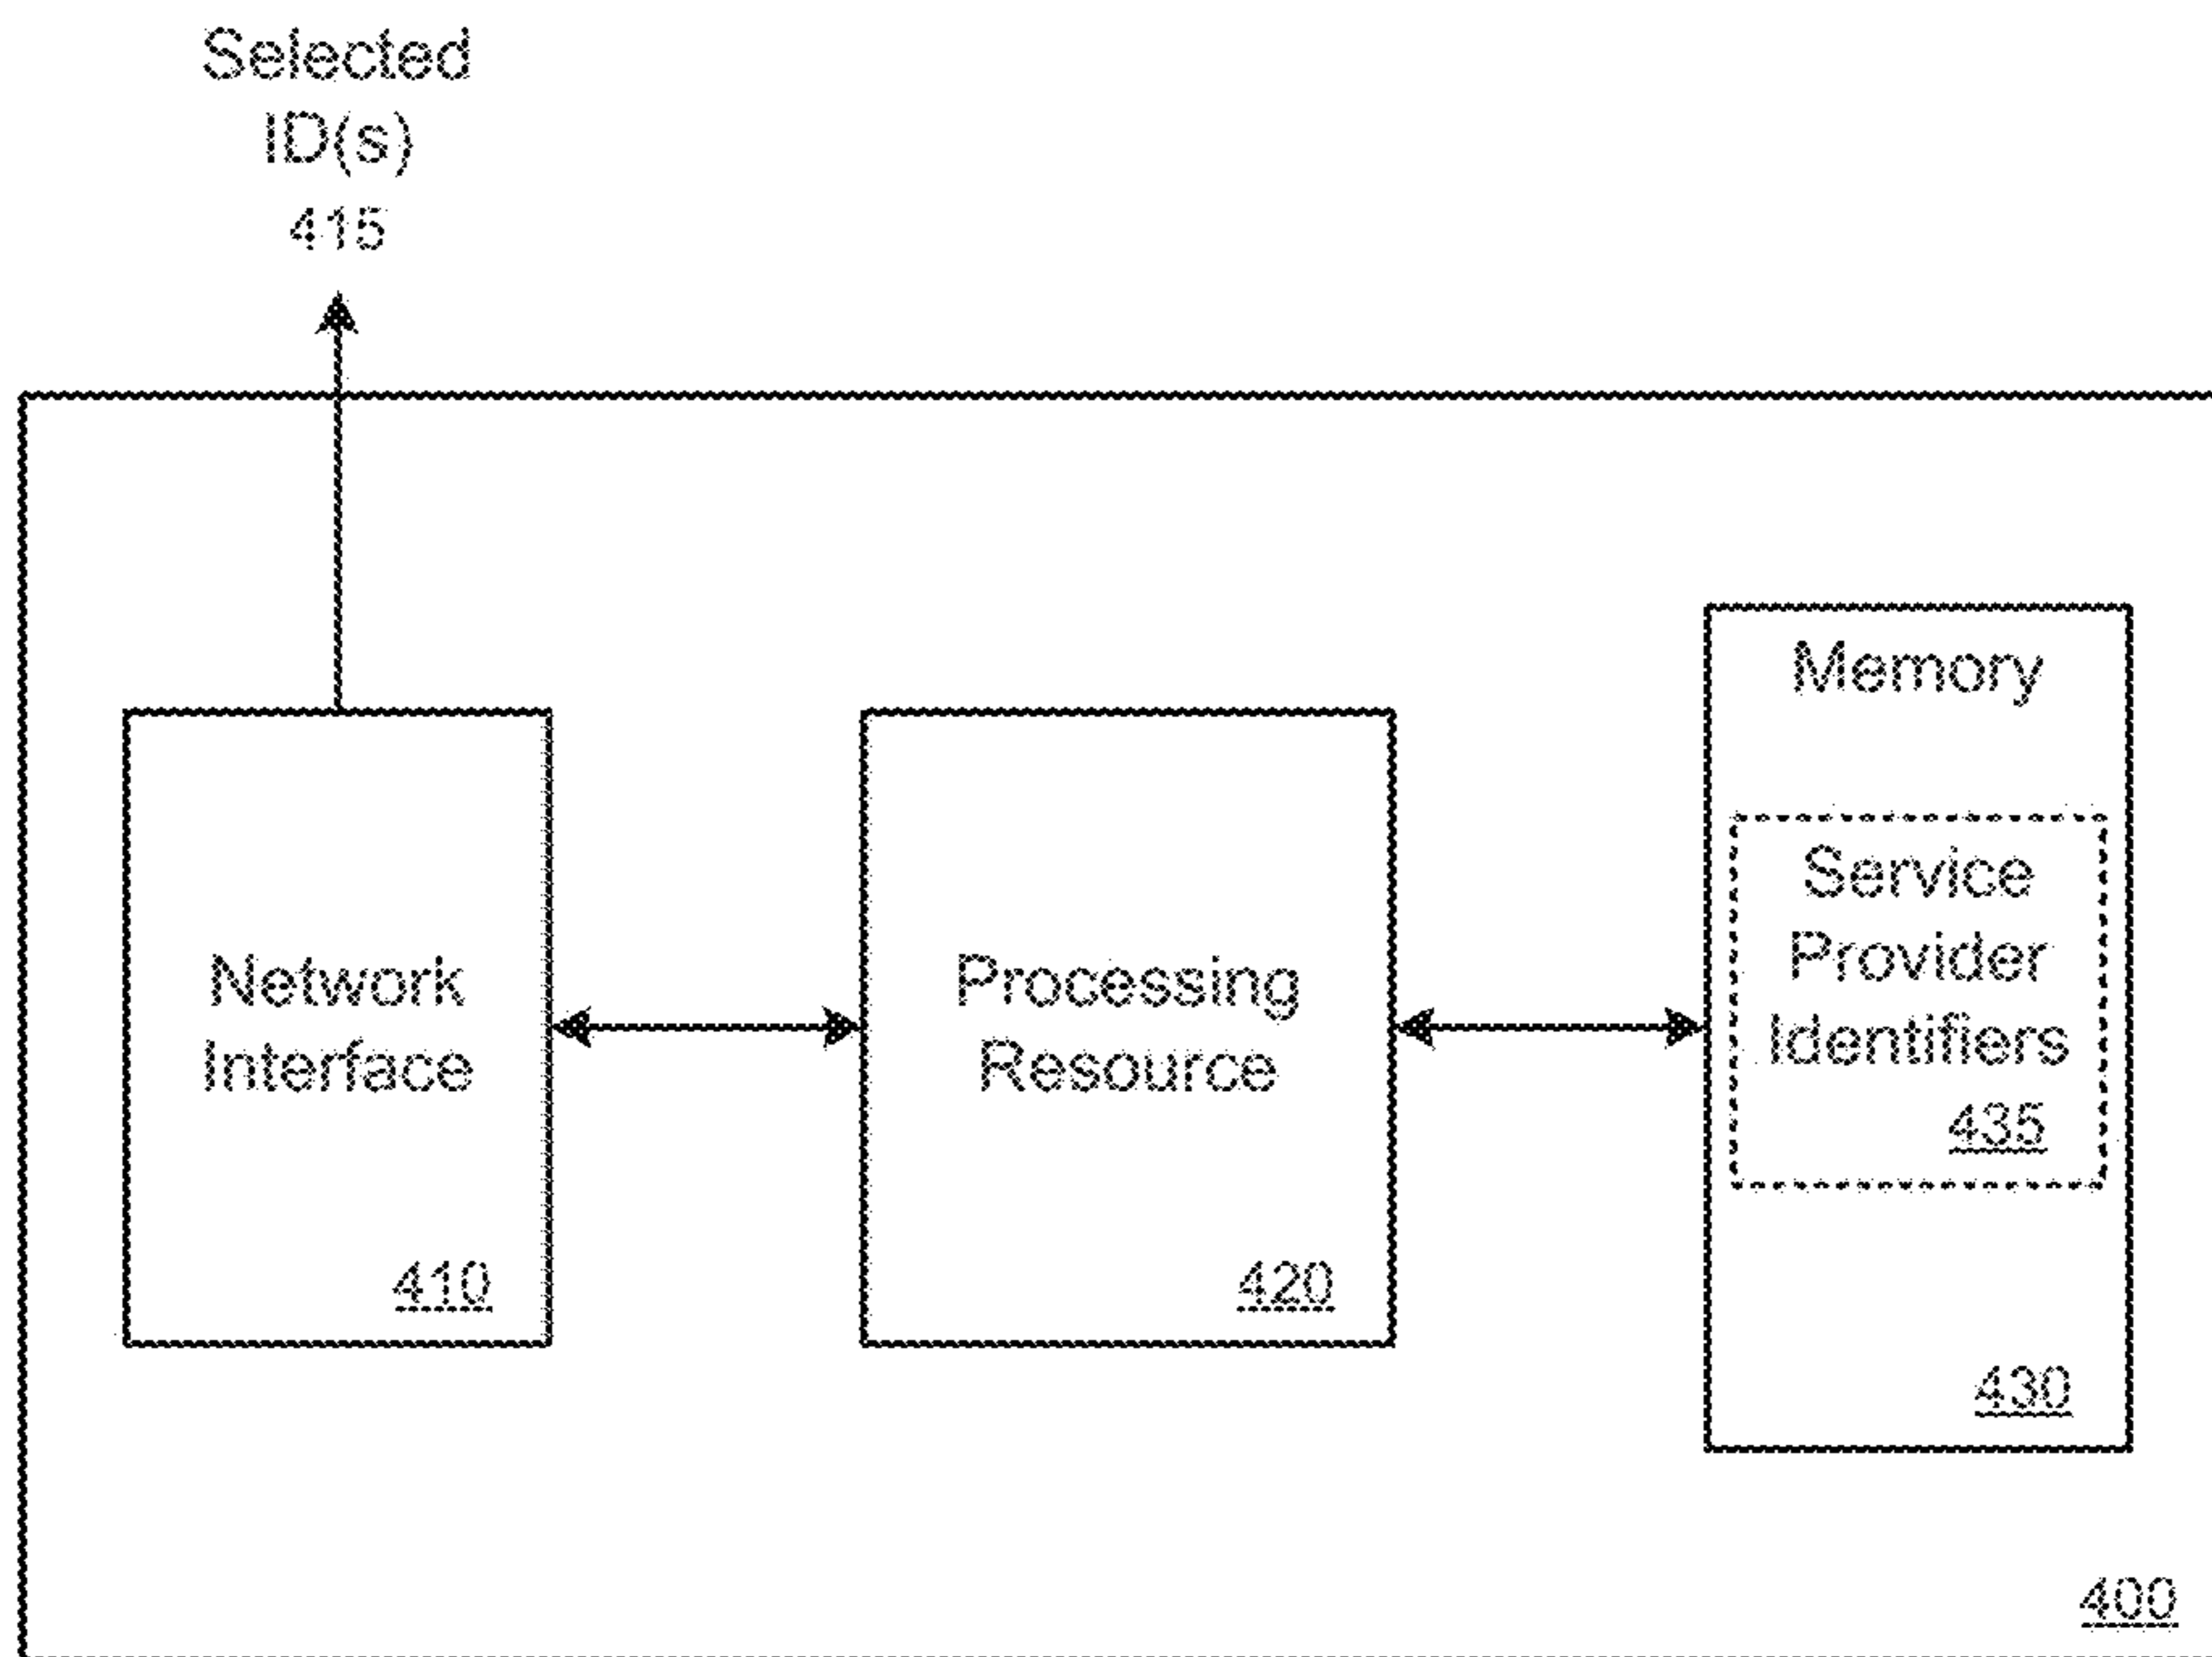 Selected
ID(s)
415
Network
Interface
410
Processing
Resource
420
Memory
Service
Provider
Identifiers
435
430
400